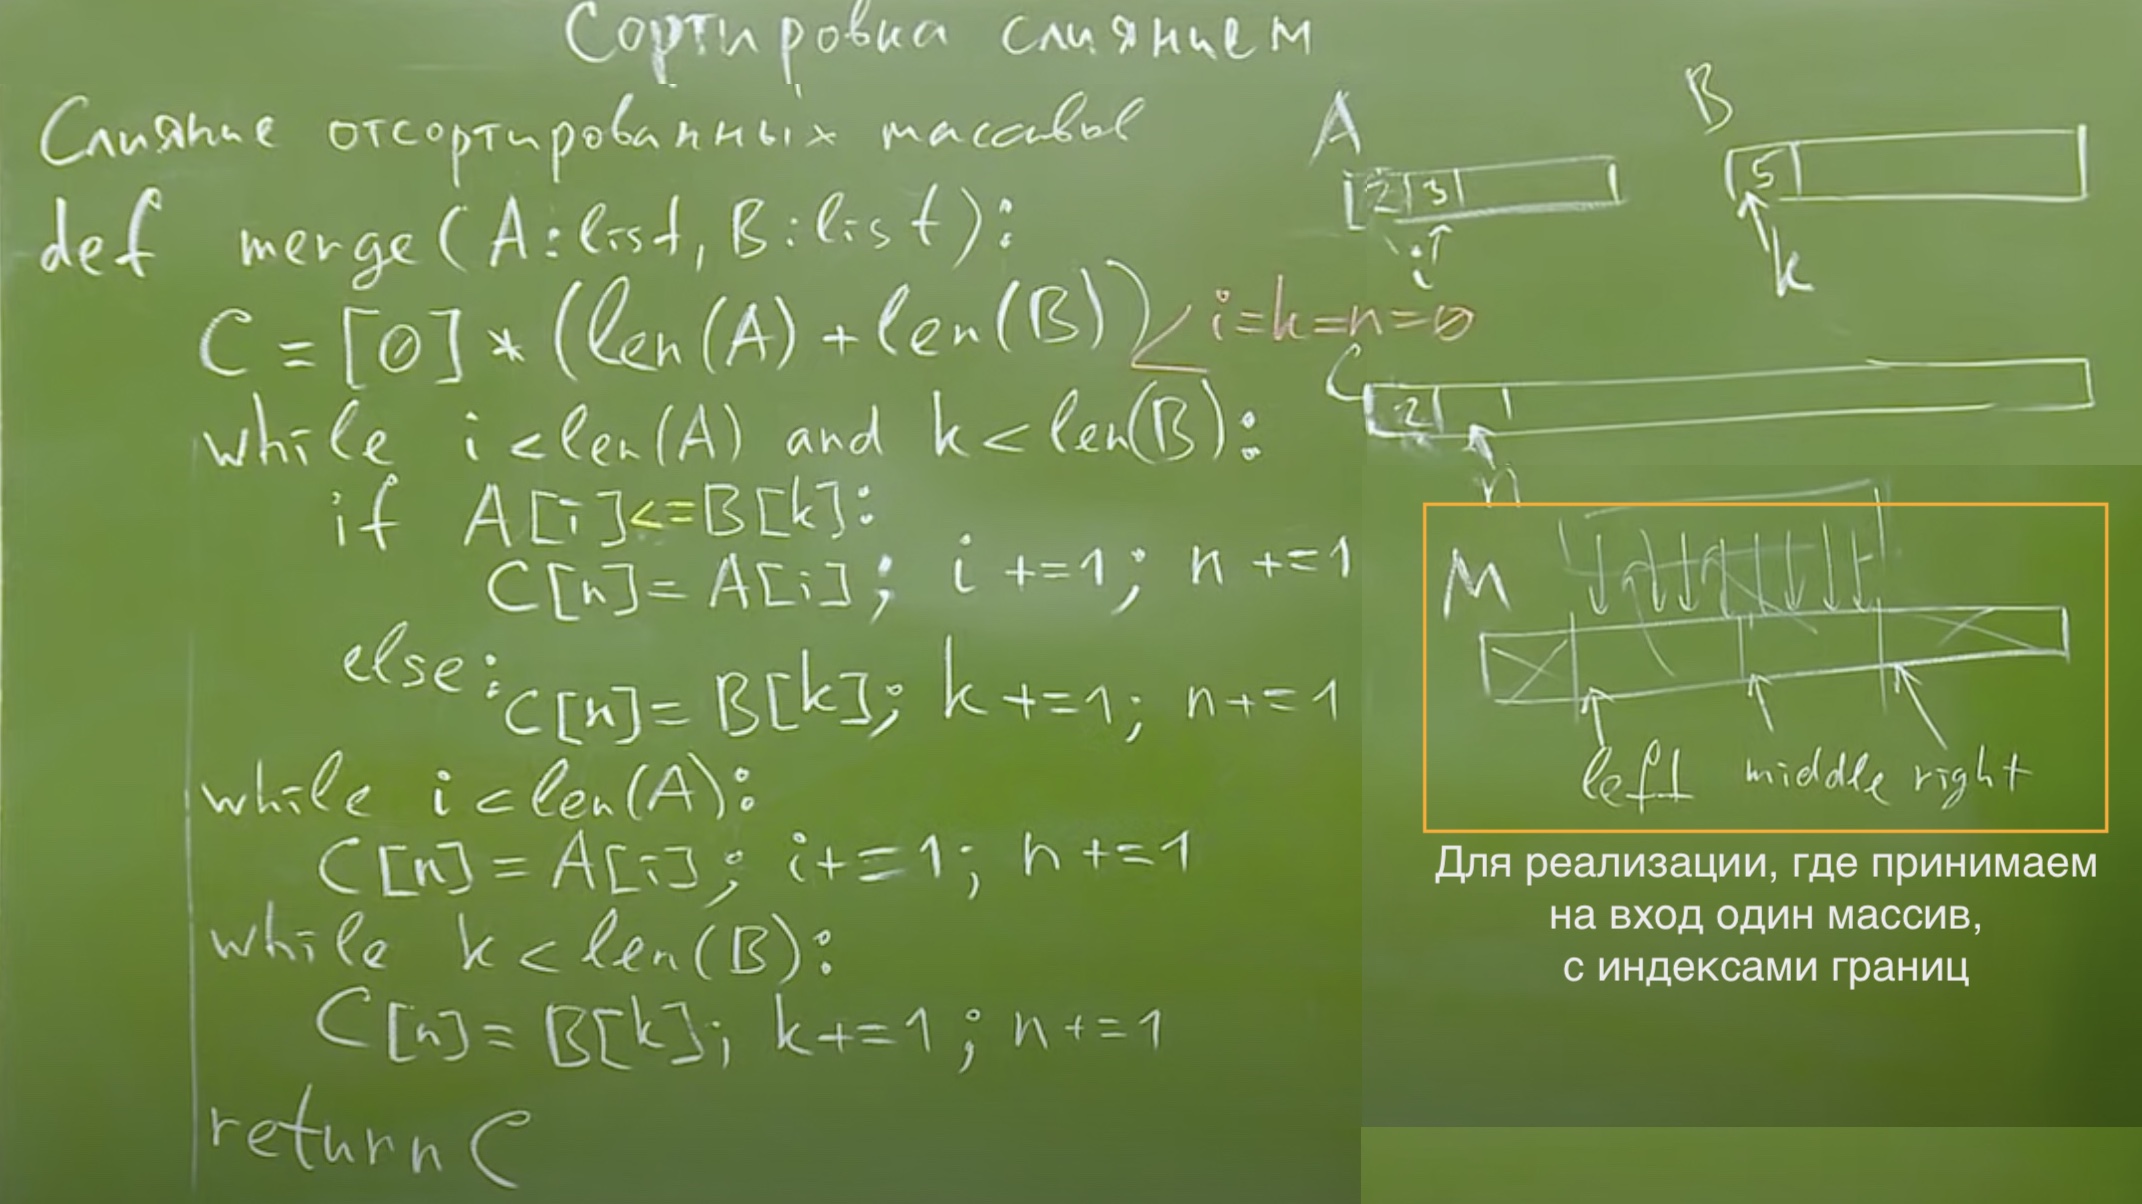 Сортировка слиянием
Слияние отсортированных массивов
def merge(A:list, B:list):
C = [0] * (len(A) + len(B))
i=k=n=0
while i < len(A) and k < len(B):
if A[i] <= B[k]:
C[n] = A[i]; i += 1; n += 1
else:
C[n] = B[k]; k += 1; n += 1
while i < len(A):
C[n] = A[i]; i += 1; n += 1
while k < len(B):
C[n] = B[k]; k += 1; n += 1
return C
A
2 3
i
B
5
k
C
2
n
M
left middle right
Для реализации, где принимаем
на вход один массив,
с индексами границ